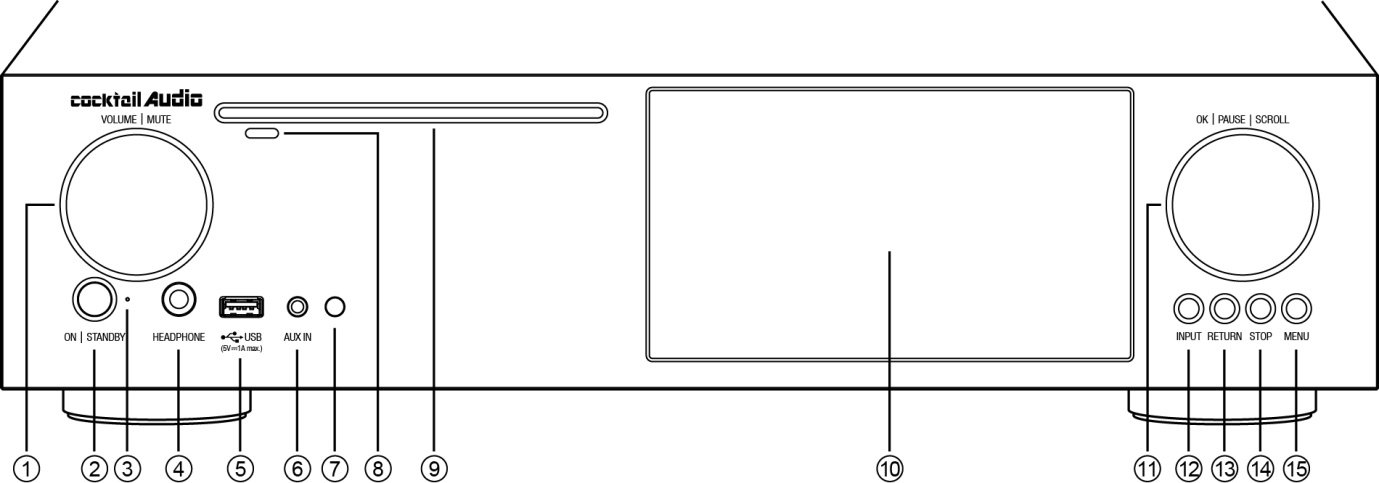 cocktail Audio
VOLUME | MUTE
OK | PAUSE | SCROLL
ON | STANDBY
HEADPHONE
USB
(5V⎓1A max.)
AUX IN
INPUT RETURN STOP MENU
① ② ③ ④ ⑤ ⑥ ⑦ ⑧ ⑨ ⑩ ⑪ ⑫ ⑬ ⑭ ⑮